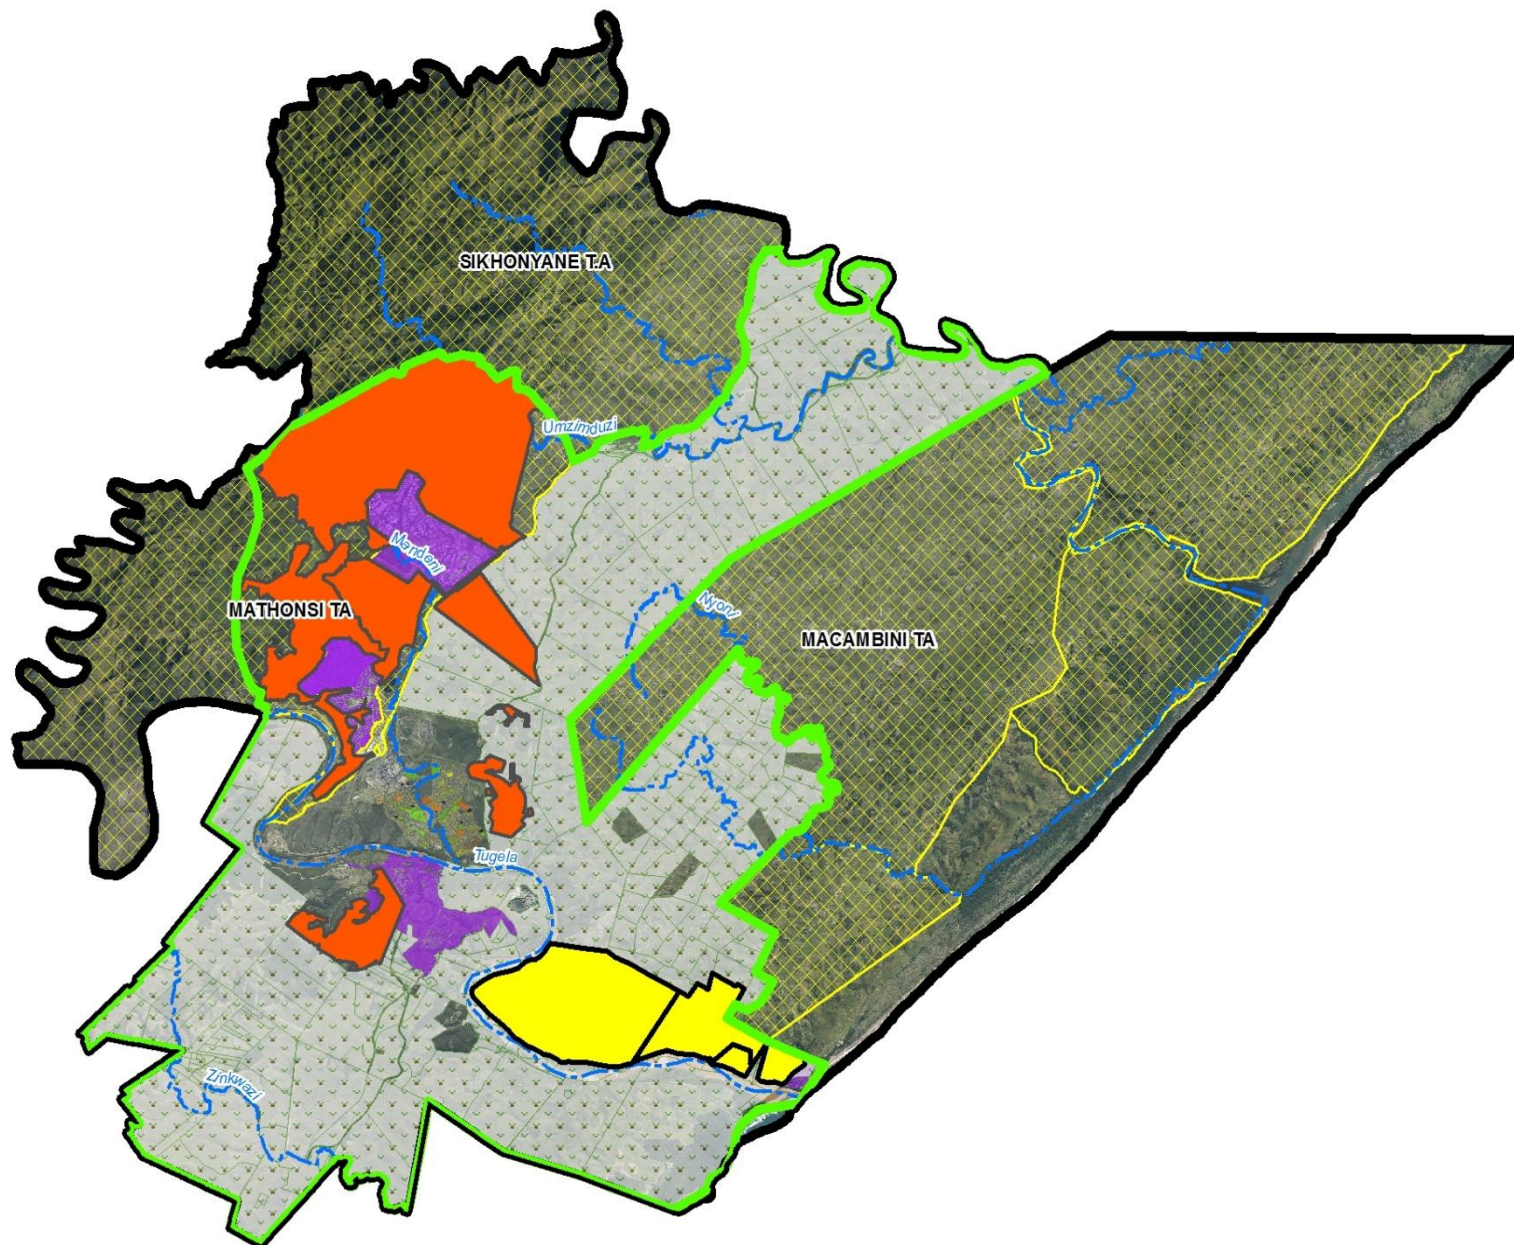 SIKHONYANE T.A
Umzimduzi
Mandeni
MATHONSI TA
Nyoni
MACAMBINI TA
Tugela
Zinkwazi